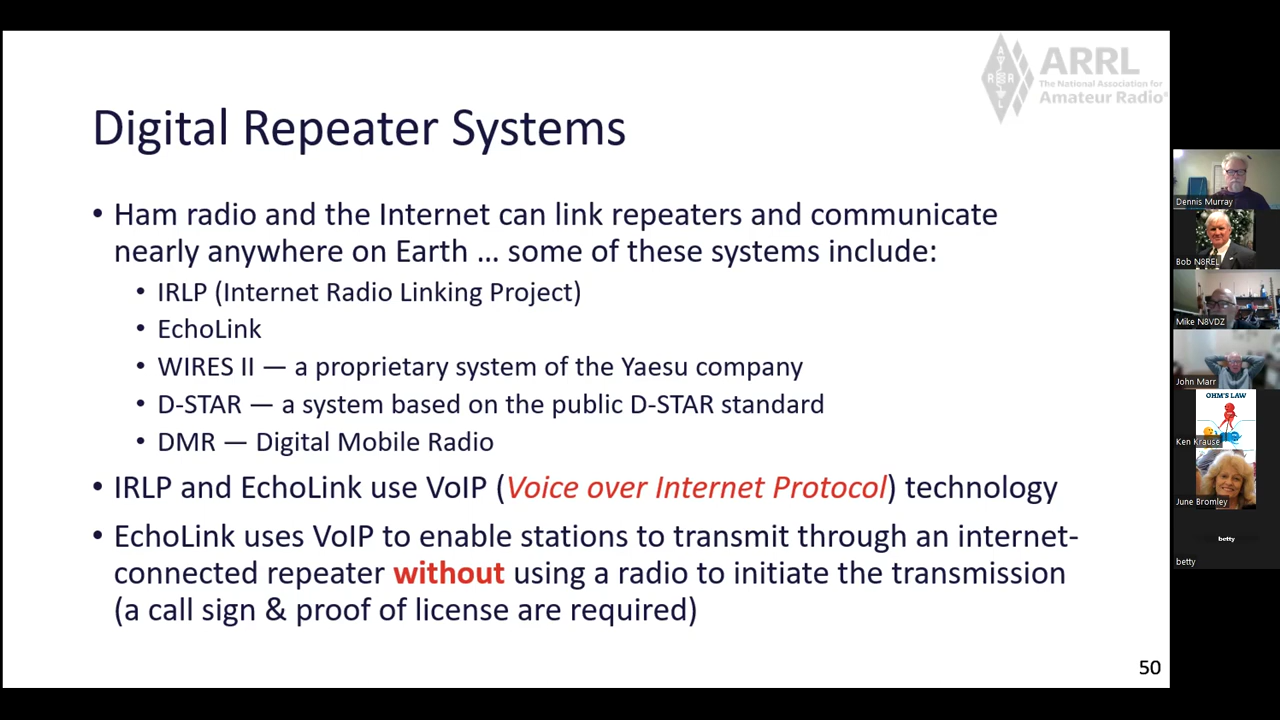 ARRL
The National Association for
Amateur Radio®
Digital Repeater Systems
• Ham radio and the Internet can link repeaters and communicate
nearly anywhere on Earth … some of these systems include:
• IRLP (Internet Radio Linking Project)
• EchoLink
• WIRES II — a proprietary system of the Yaesu company
• D-STAR — a system based on the public D-STAR standard
• DMR — Digital Mobile Radio
• IRLP and EchoLink use VoIP (Voice over Internet Protocol) technology
• EchoLink uses VoIP to enable stations to transmit through an internet-
connected repeater without using a radio to initiate the transmission
(a call sign & proof of license are required)
50
Dennis Murray
Bob N8REL
Mike N8VDZ
John Marr
OHM'S LAW
Ken Krause
June Bromley
betty
betty